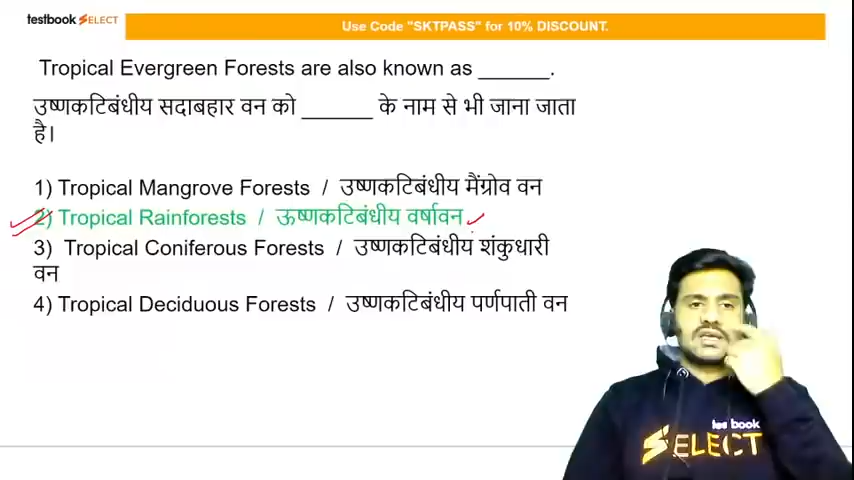 testbook SELECT
Use Code "SKTPASS" for 10% DISCOUNT.
Tropical Evergreen Forests are also known as ______.
उष्णकटिबंधीय सदाबहार वन को ______ के नाम से भी जाना जाता
है।
1) Tropical Mangrove Forests / उष्णकटिबंधीय मैंग्रोव वन
2) Tropical Rainforests / ऊष्णकटिबंधीय वर्षावन
3) Tropical Coniferous Forests / उष्णकटिबंधीय शंकुधारी
वन
4) Tropical Deciduous Forests / उष्णकटिबंधीय पर्णपाती वन
testbook
SELECT